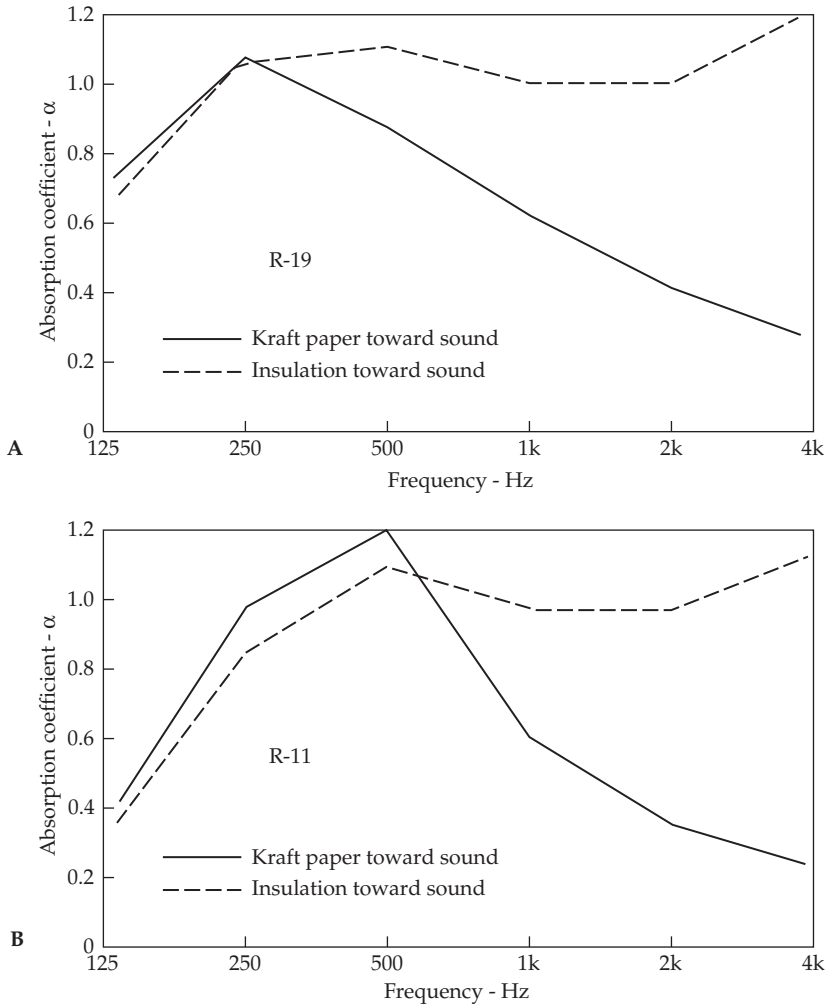 1.2
1.0
0.8
0.6
0.4
0.2
0
Absorption coefficient - α
R-19
Kraft paper toward sound
Insulation toward sound
A
125 250 500 1k 2k 4k
Frequency - Hz
1.2
1.0
0.8
0.6
0.4
0.2
0
Absorption coefficient - α
R-11
Kraft paper toward sound
Insulation toward sound
B
125 250 500 1k 2k 4k
Frequency - Hz